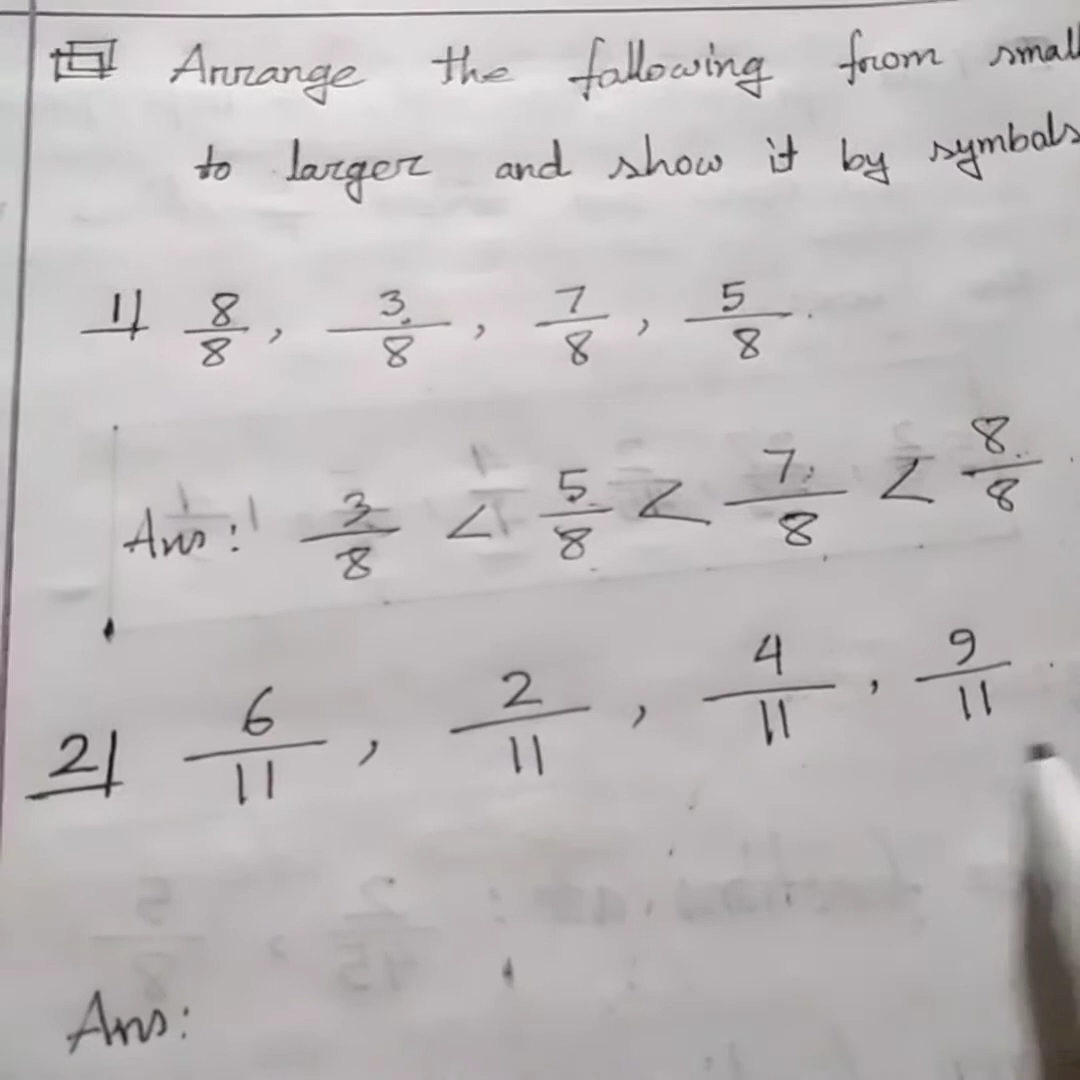 Arrange the fallowing from small
to larger and show it by symbols
1) 8/8, 3/8, 7/8, 5/8.
Ans: 3/8 < 5/8 < 7/8 < 8/8.
2) 6/11, 2/11, 4/11, 9/11.
Ans: